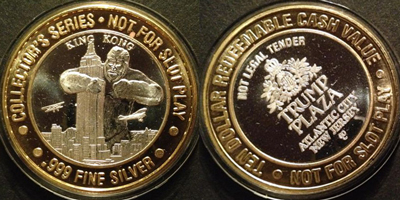 COLLECTOR'S SERIES • NOT FOR SLOT PLAY
KING KONG
.999 FINE SILVER
TEN DOLLAR REDEEMABLE CASH VALUE
NOT LEGAL TENDER
TRUMP
PLAZA
ATLANTIC CITY
NEW JERSEY
NOT FOR SLOT PLAY